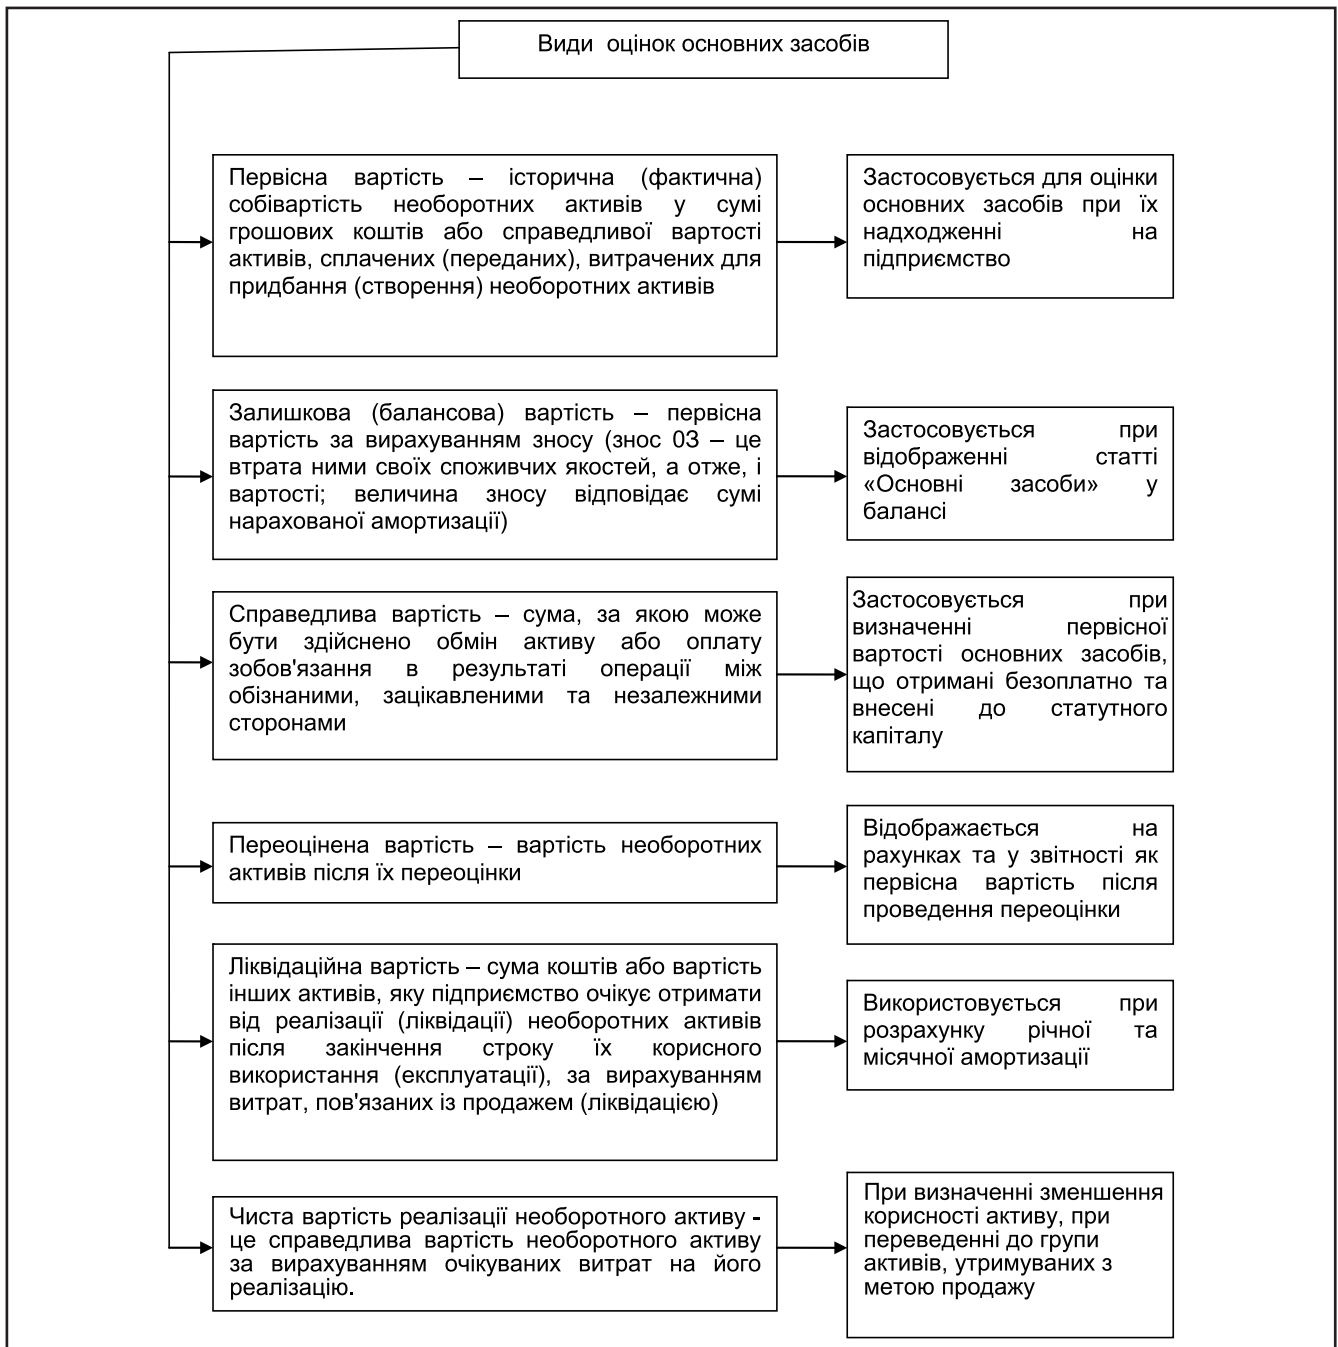 Види оцінок основних засобів
Первісна вартість – історична (фактична)
собівартість необоротних активів у сумі
грошових коштів або справедливої вартості
активів, сплачених (переданих), витрачених для
придбання (створення) необоротних активів
Застосовується для оцінки
основних засобів при їх
надходженні на
підприємство
Залишкова (балансова) вартість – первісна
вартість за вирахуванням зносу (знос 03 – це
втрата ними своїх споживчих якостей, а отже, і
вартості; величина зносу відповідає сумі
нарахованої амортизації)
Застосовується при
відображенні статті
«Основні засоби» у
балансі
Справедлива вартість – сума, за якою може
бути здійснено обмін активу або оплату
зобов'язання в результаті операції між
обізнаними, зацікавленими та незалежними
сторонами
Застосовується при
визначенні первісної
вартості основних засобів,
що отримані безоплатно та
внесені до статутного
капіталу
Переоцінена вартість – вартість необоротних
активів після їх переоцінки
Відображається на
рахунках та у звітності як
первісна вартість після
проведення переоцінки
Ліквідаційна вартість – сума коштів або вартість
інших активів, яку підприємство очікує отримати
від реалізації (ліквідації) необоротних активів
після закінчення строку їх корисного
використання (експлуатації), за вирахуванням
витрат, пов'язаних із продажем (ліквідацією)
Використовується при
розрахунку річної та
місячної амортизації
Чиста вартість реалізації необоротного активу -
це справедлива вартість необоротного активу
за вирахуванням очікуваних витрат на його
реалізацію.
При визначенні зменшення
корисності активу, при
переведенні до групи
активів, утримуваних з
метою продажу